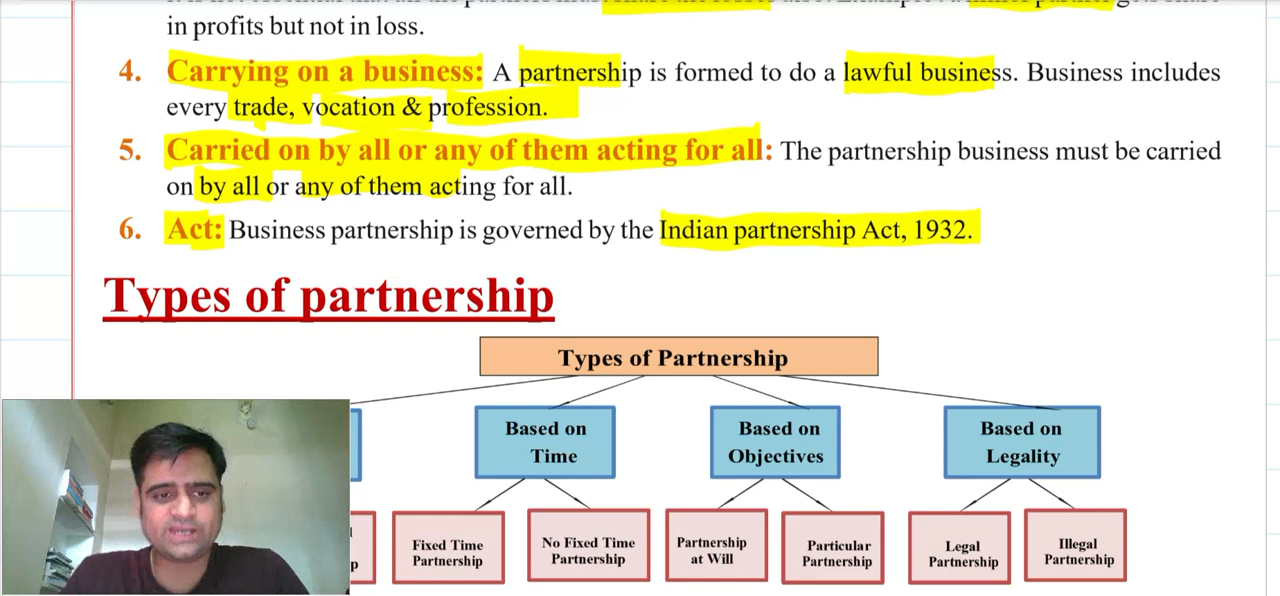 in profits but not in loss.
4. Carrying on a business: A partnership is formed to do a lawful business. Business includes
every trade, vocation & profession.
5. Carried on by all or any of them acting for all: The partnership business must be carried
on by all or any of them acting for all.
6. Act: Business partnership is governed by the Indian partnership Act, 1932.
Types of partnership
Types of Partnership
Based on
Time
Based on
Objectives
Based on
Legality
Fixed Time
Partnership
No Fixed Time
Partnership
Partnership
at Will
Particular
Partnership
Legal
Partnership
Illegal
Partnership